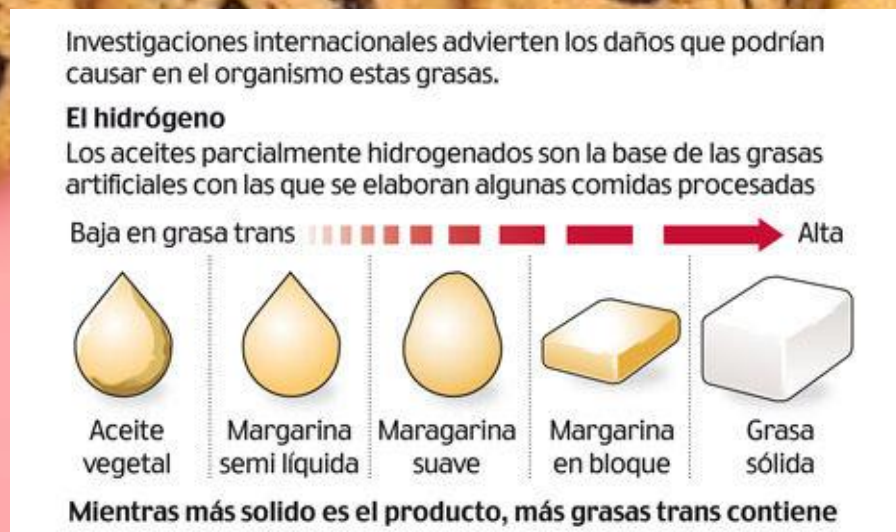 Investigaciones internacionales advierten los daños que podrían
causar en el organismo estas grasas.
El hidrógeno
Los aceites parcialmente hidrogenados son la base de las grasas
artificiales con las que se elaboran algunas comidas procesadas
Baja en grasa trans Alta
Aceite vegetal
Margarina semi líquida
Maragarina suave
Margarina en bloque
Grasa sólida
Mientras más solido es el producto, más grasas trans contiene